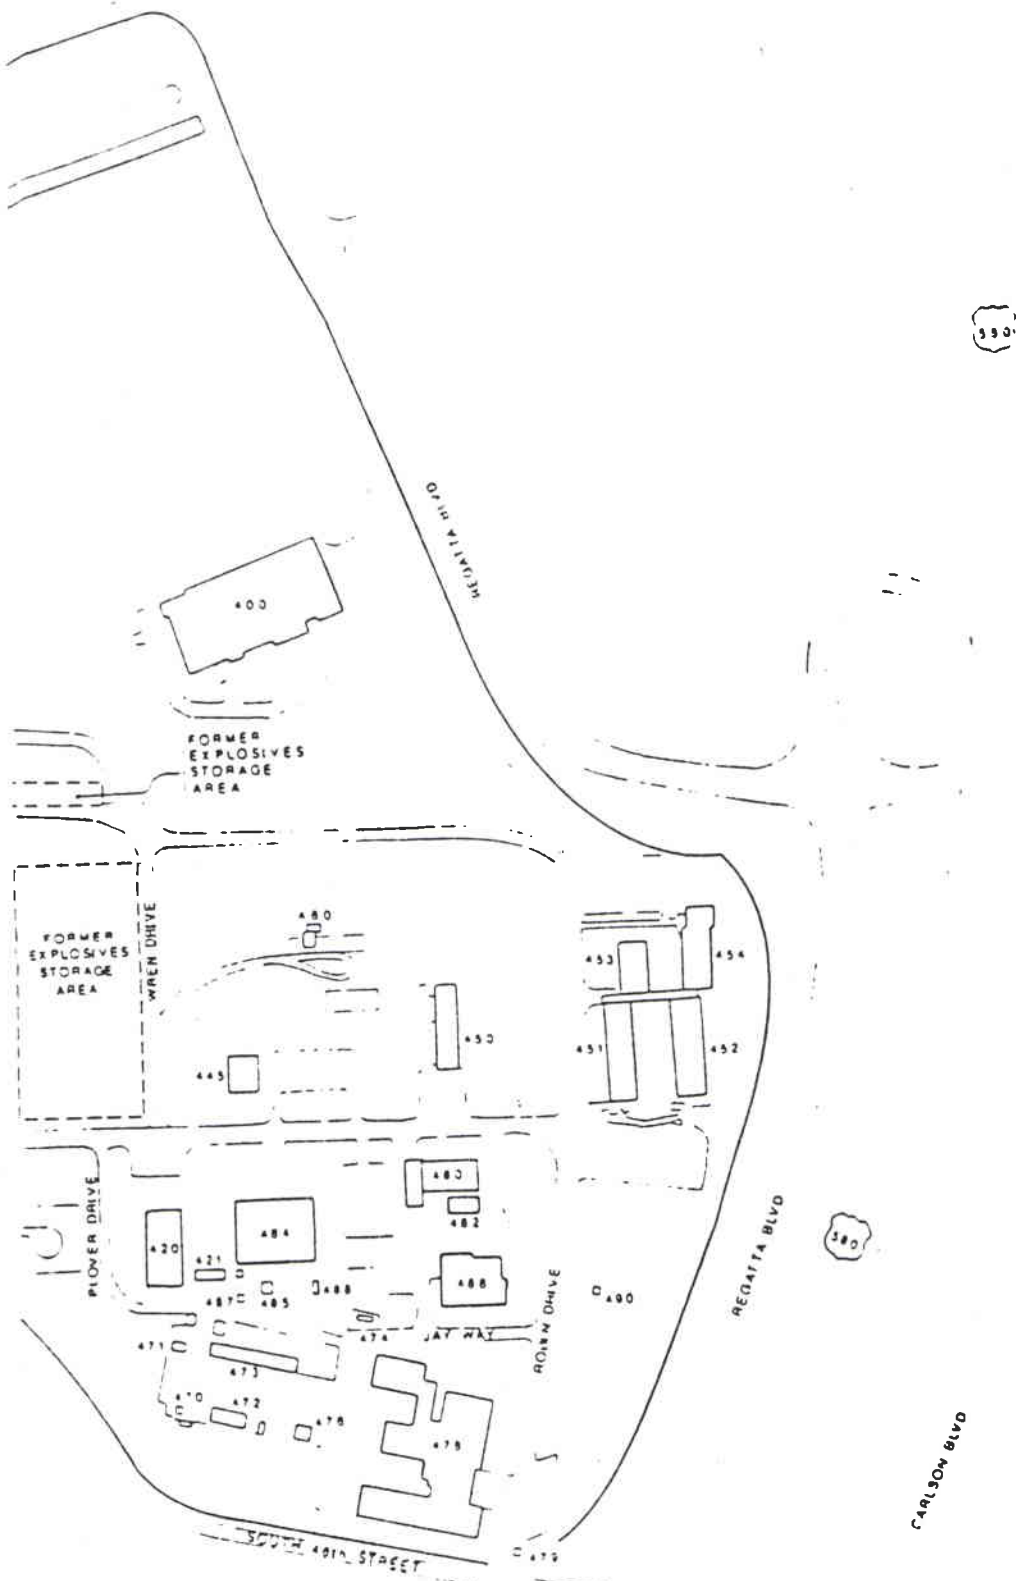 REGATTA BLVD
400
FORMER
EXPLOSIVES
STORAGE
AREA
FORMER
EXPLOSIVES
STORAGE
AREA
WREN DRIVE
460
453
454
450
451
452
445
PLOVER DRIVE
480
482
484
420
421
487
485
488
486
490
REGATTA BLVD
580
474
JAY WAY
ROBIN DRIVE
471
473
470
472
476
475
CARLSON BLVD
SOUTH 46th STREET
479